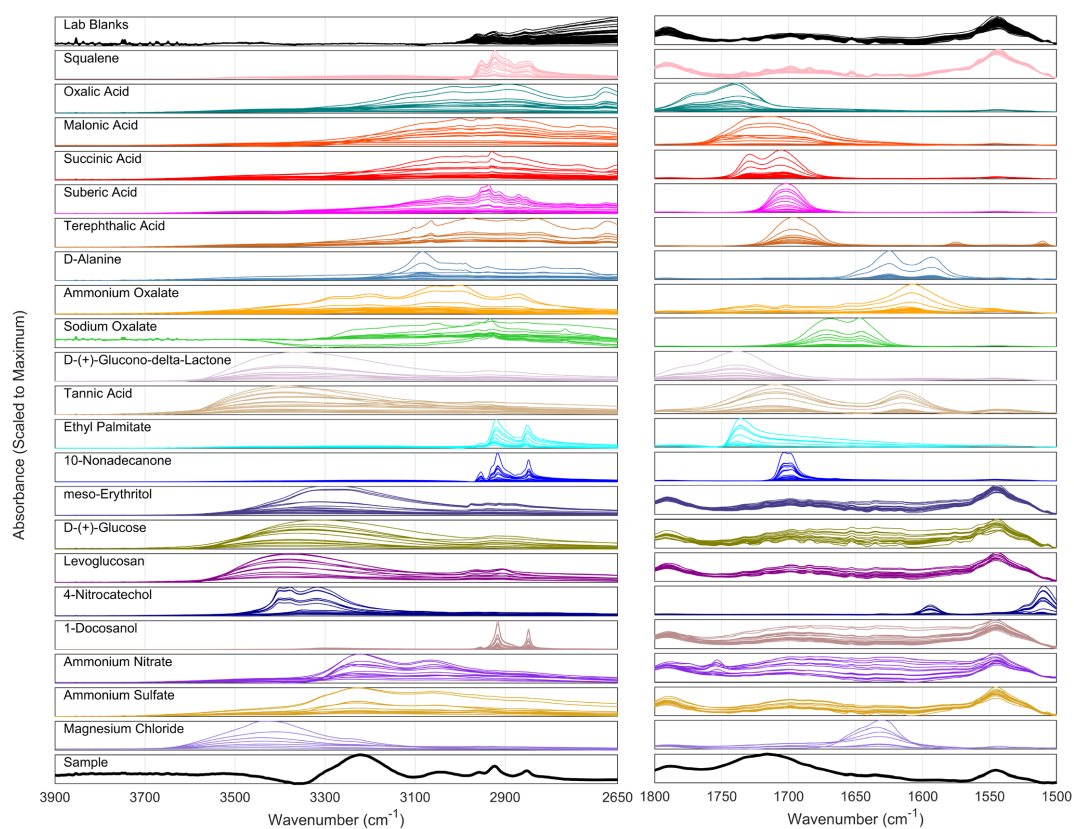 Absorbance (Scaled to Maximum)
Lab Blanks
Squalene
Oxalic Acid
Malonic Acid
Succinic Acid
Suberic Acid
Terephthalic Acid
D-Alanine
Ammonium Oxalate
Sodium Oxalate
D-(+)-Glucono-delta-Lactone
Tannic Acid
Ethyl Palmitate
10-Nonadecanone
meso-Erythritol
D-(+)-Glucose
Levoglucosan
4-Nitrocatechol
1-Docosanol
Ammonium Nitrate
Ammonium Sulfate
Magnesium Chloride
Sample
3900 3700 3500 3300 3100 2900 2650 1800 1750 1700 1650 1600 1550 1500
Wavenumber (cm⁻¹) Wavenumber (cm⁻¹)